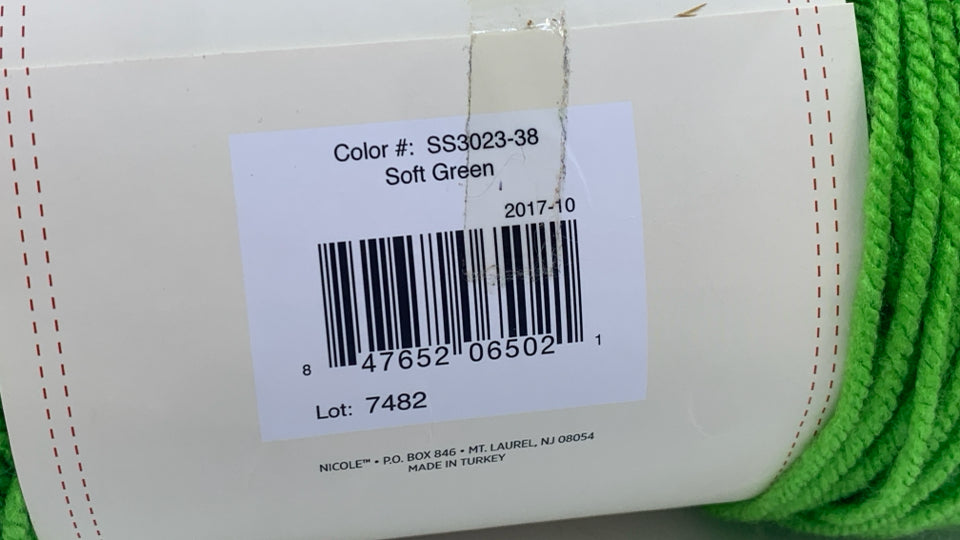 Color #: SS3023-38
Soft Green
2017-10
8 47652 06502 1
Lot: 7482
NICOLE™ • P.O. BOX 846 • MT. LAUREL, NJ 08054
MADE IN TURKEY